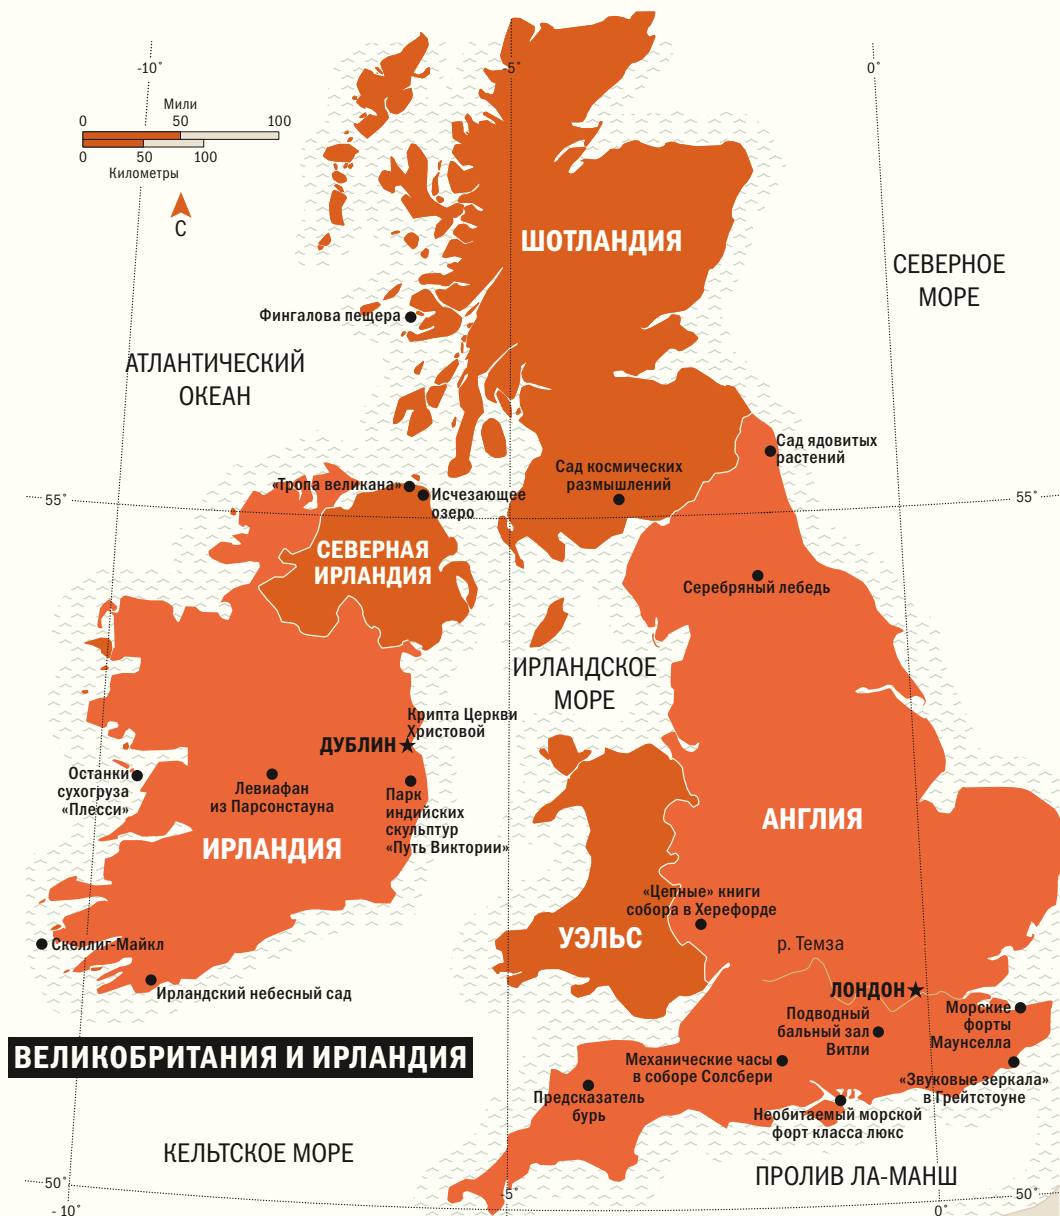 -10˚
-5˚
0˚
Мили
0
50
100
0
50
100
Километры
С
ШОТЛАНДИЯ
СЕВЕРНОЕ
МОРЕ
Фингалова пещера
АТЛАНТИЧЕСКИЙ
ОКЕАН
Сад ядовитых
растений
Сад космических
размышлений
«Тропа великана»
Исчезающее
озеро
55˚
55˚
СЕВЕРНАЯ
ИРЛАНДИЯ
Серебряный лебедь
ИРЛАНДСКОЕ
МОРЕ
Крипта Церкви
Христовой
ДУБЛИН
Останки
сухогруза
«Плесси»
Левиафан
из Парсонстауна
Парк
индийских
скульптур
«Путь Виктории»
ИРЛАНДИЯ
АНГЛИЯ
«Цепные» книги
собора в Херефорде
УЭЛЬС
р. Темза
Скеллиг-Майкл
Ирландский небесный сад
ЛОНДОН
Подводный
бальный зал
Витли
Морские
форты
Маунселла
ВЕЛИКОБРИТАНИЯ И ИРЛАНДИЯ
Механические часы
в соборе Солсбери
«Звуковые зеркала»
в Грейтстоуне
Предсказатель
бурь
Необитаемый морской
форт класса люкс
КЕЛЬТСКОЕ МОРЕ
ПРОЛИВ ЛА-МАНШ
50˚
-5˚
50˚
- 10˚
0˚